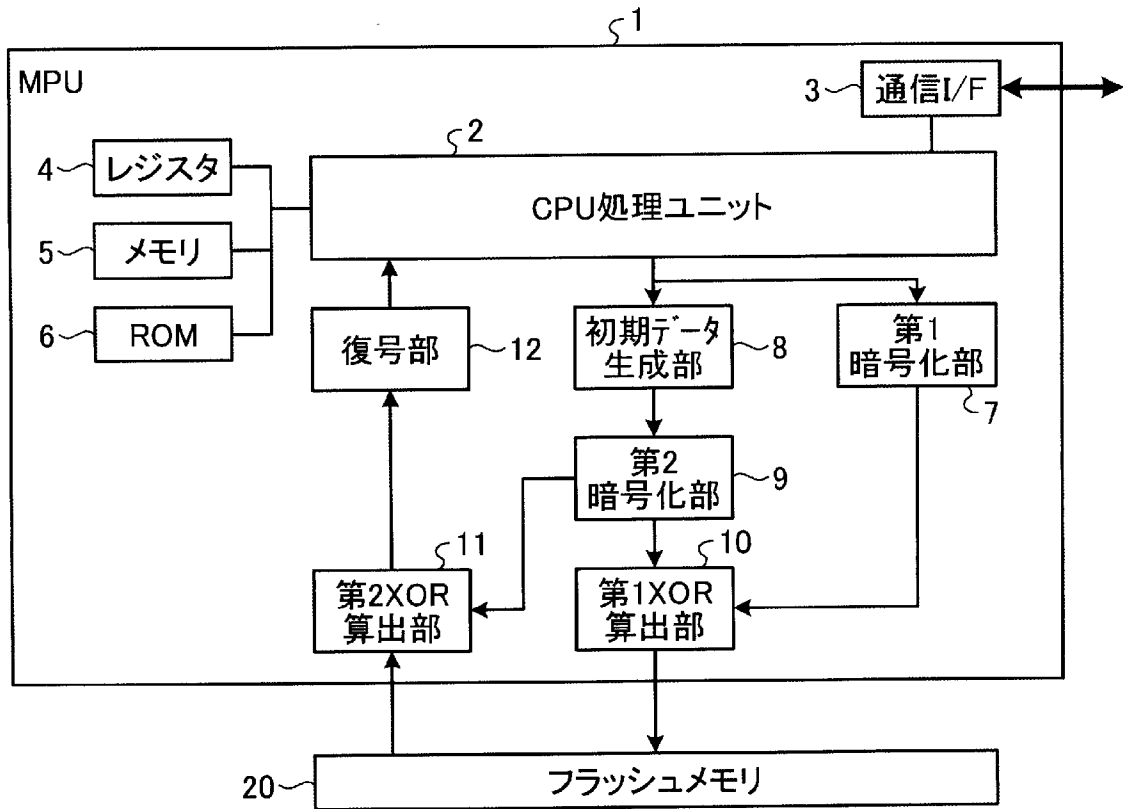 1
MPU
3
通信I/F
2
4
レジスタ
CPU処理ユニット
5
メモリ
6
ROM
復号部
12
初期データ
生成部
8
第1
暗号化部
7
第2
暗号化部
9
11
第2XOR
算出部
10
第1XOR
算出部
20
フラッシュメモリ